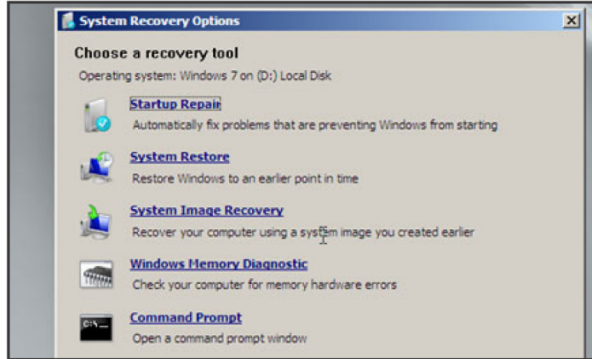 System Recovery Options
Choose a recovery tool
Operating system: Windows 7 on (D:) Local Disk
Startup Repair
Automatically fix problems that are preventing Windows from starting
System Restore
Restore Windows to an earlier point in time
System Image Recovery
Recover your computer using a system image you created earlier
Windows Memory Diagnostic
Check your computer for memory hardware errors
C:\
Command Prompt
Open a command prompt window